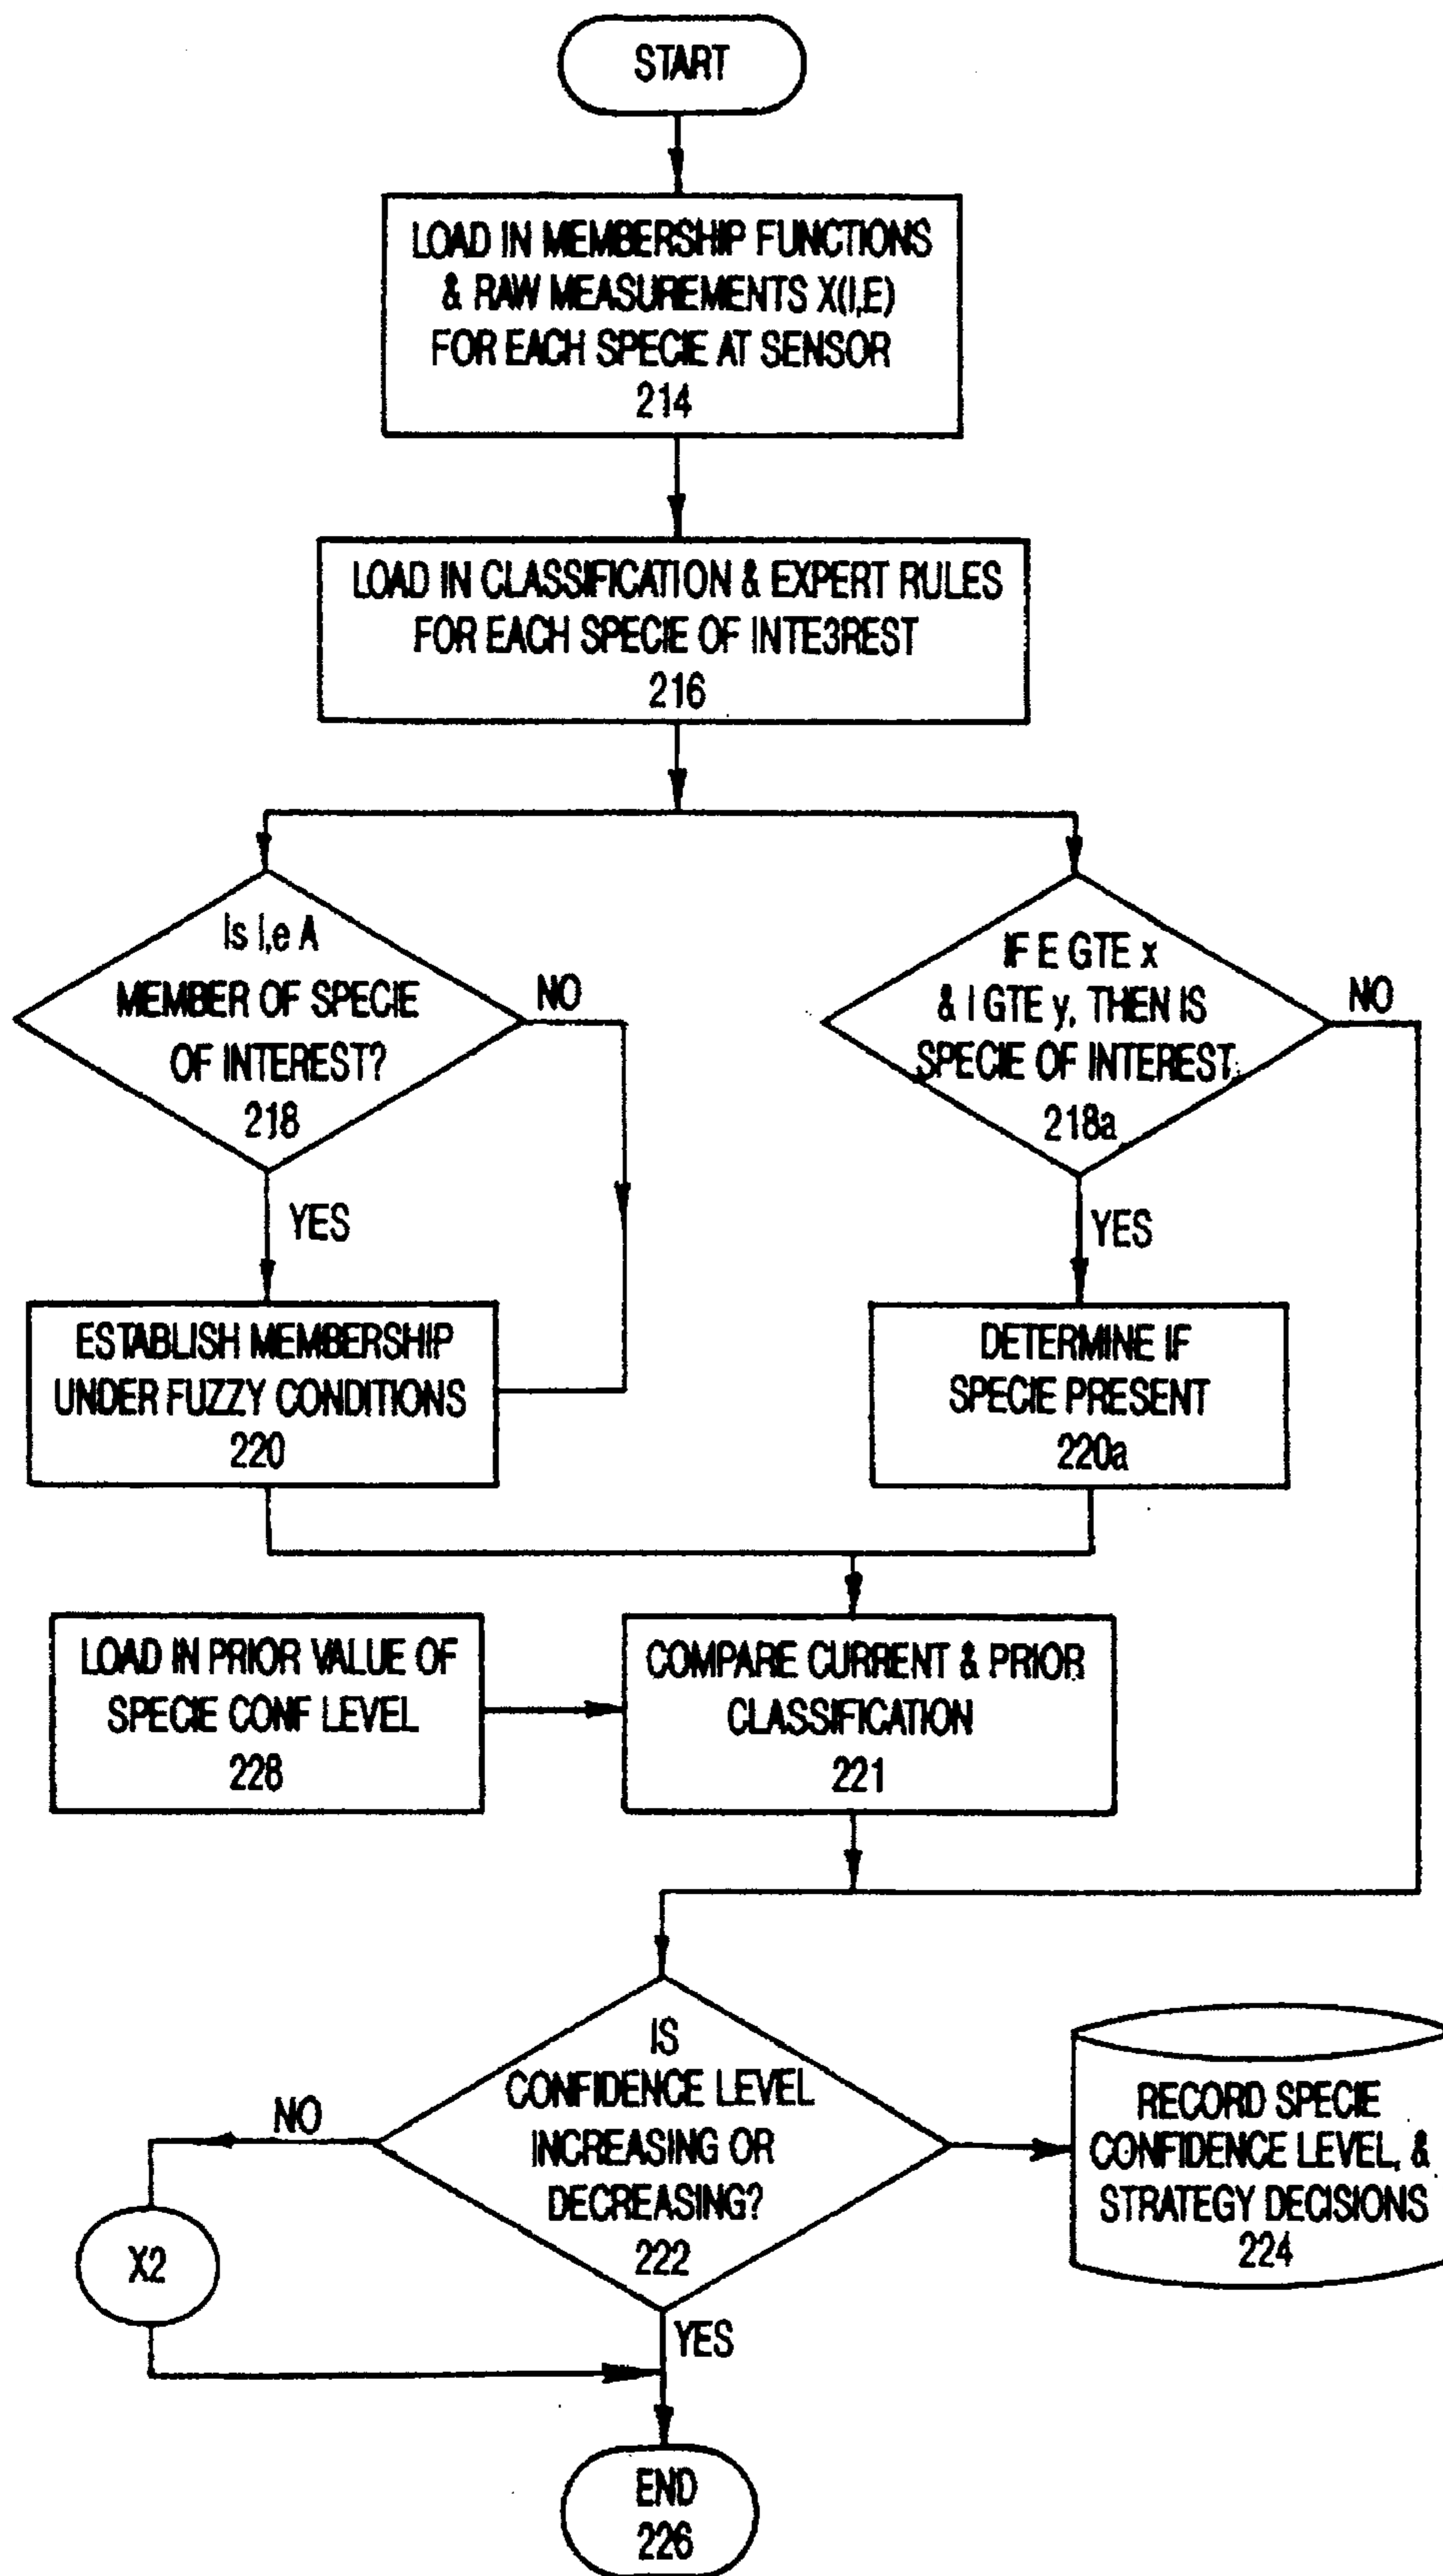 START
LOAD IN MEMBERSHIP FUNCTIONS
& RAW MEASUREMENTS X(I,E)
FOR EACH SPECIE AT SENSOR
214
LOAD IN CLASSIFICATION & EXPERT RULES
FOR EACH SPECIE OF INTE3REST
216
Is I,e A
MEMBER OF SPECIE
OF INTEREST?
218
NO
YES
IF E GTE x
& I GTE y, THEN IS
SPECIE OF INTEREST
218a
NO
YES
ESTABLISH MEMBERSHIP
UNDER FUZZY CONDITIONS
220
DETERMINE IF
SPECIE PRESENT
220a
LOAD IN PRIOR VALUE OF
SPECIE CONF LEVEL
228
COMPARE CURRENT & PRIOR
CLASSIFICATION
221
IS
CONFIDENCE LEVEL
INCREASING OR
DECREASING?
222
NO
X2
YES
RECORD SPECIE
CONFIDENCE LEVEL, &
STRATEGY DECISIONS
224
END
226